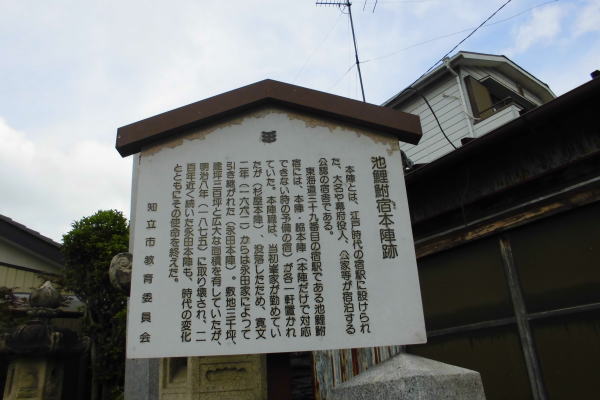 池鯉鮒宿本陣跡
本陣とは、江戸時代の宿駅に設けられ
た、大名や幕府役人、公家等が宿泊する
公認の宿舎である。
東海道三十九番目の宿駅である池鯉鮒
宿には、本陣・脇本陣（本陣だけで対応
できない時の予備の宿）が各一軒置かれ
ていた。本陣職は、当初峯家が勤めてい
たが（杉屋本陣）、没落したため、寛文
二年（一六六二）からは永田家によって
引き継がれた（永田本陣）。敷地三千坪、
建坪三百坪と広大な面積を有していたが、
明治八年（一八七五）に取り壊され、二
百年近く続いた永田本陣も、時代の変化
とともにその使命を終えた。
知立市教育委員会